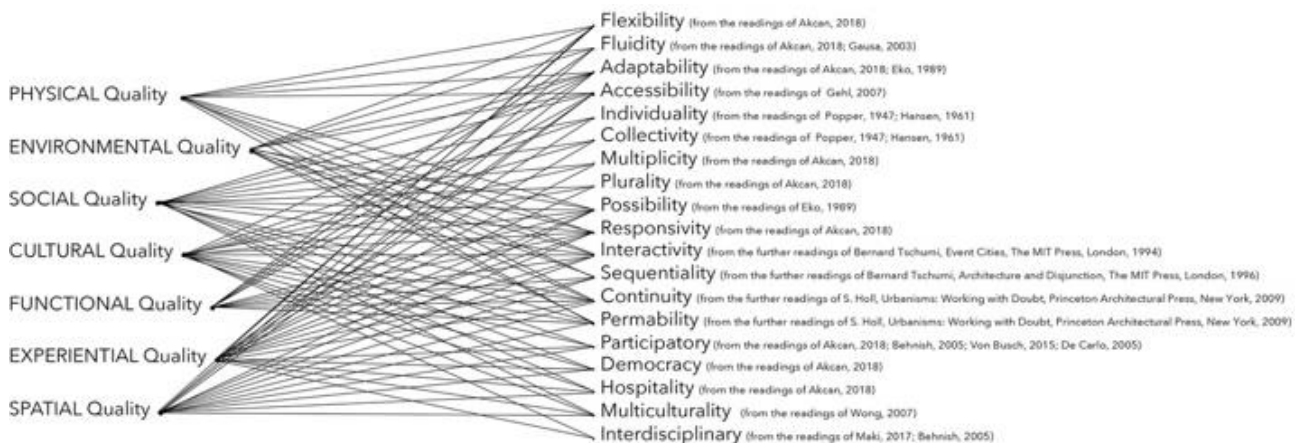 PHYSICAL Quality
ENVIRONMENTAL Quality
SOCIAL Quality
CULTURAL Quality
FUNCTIONAL Quality
EXPERIENTIAL Quality
SPATIAL Quality
Flexibility (from the readings of Akcan, 2018)
Fluidity (from the readings of Akcan, 2018; Gausa, 2003)
Adaptability (from the readings of Akcan, 2018; Eko, 1989)
Accessibility (from the readings of Gehl, 2007)
Individuality (from the readings of Popper, 1947; Hansen, 1961)
Collectivity (from the readings of Popper, 1947; Hansen, 1961)
Multiplicity (from the readings of Akcan, 2018)
Plurality (from the readings of Akcan, 2018)
Possibility (from the readings of Eko, 1989)
Responsivity (from the readings of Akcan, 2018)
Interactivity (from the further readings of Bernard Tschumi, Event Cities, The MIT Press, London, 1994)
Sequentiality (from the further readings of Bernard Tschumi, Architecture and Disjunction, The MIT Press, London, 1996)
Continuity (from the further readings of S. Holl, Urbanisms: Working with Doubt, Princeton Architectural Press, New York, 2009)
Permability (from the further readings of S. Holl, Urbanisms: Working with Doubt, Princeton Architectural Press, New York, 2009)
Participatory (from the readings of Akcan, 2018; Behnish, 2005; Von Busch, 2015; De Carlo, 2005)
Democracy (from the readings of Akcan, 2018)
Hospitality (from the readings of Akcan, 2018)
Multiculturality (from the readings of Wong, 2007)
Interdisciplinary (from the readings of Maki, 2017; Behnish, 2005)